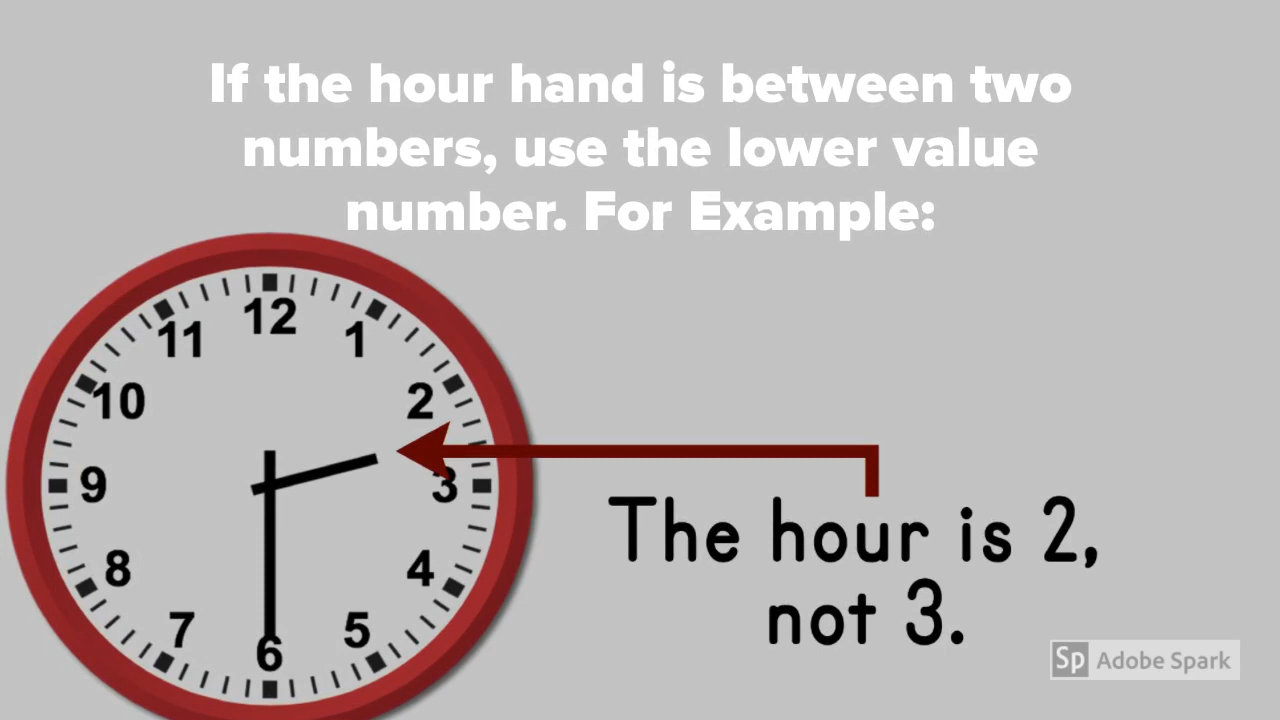 If the hour hand is between two
numbers, use the lower value
number. For Example:
12
11
1
10
2
9
3
8
4
7
5
6
The hour is 2,
not 3.
Sp Adobe Spark